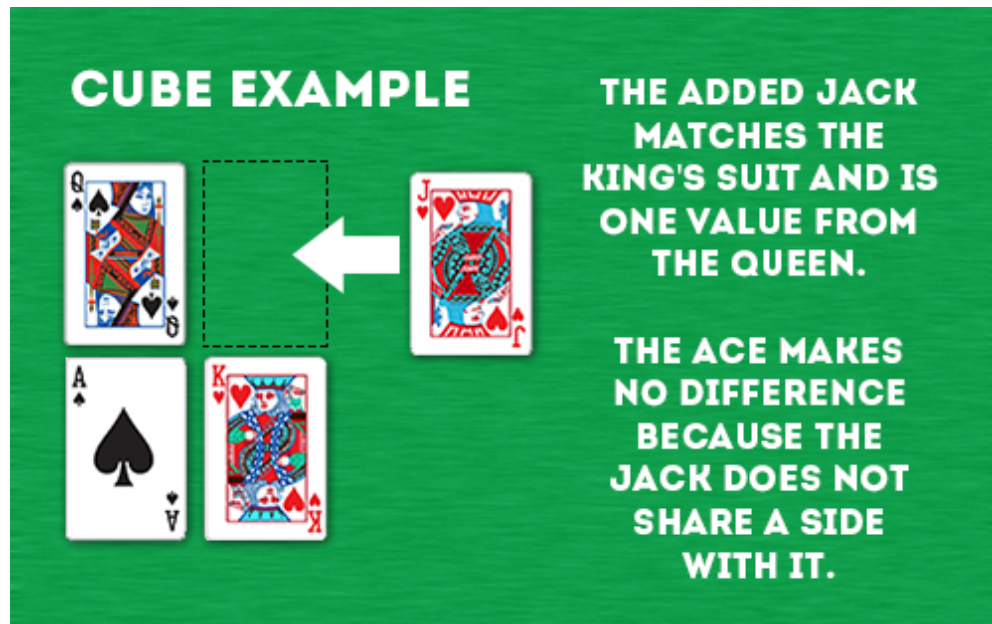 CUBE EXAMPLE
THE ADDED JACK
MATCHES THE
KING'S SUIT AND IS
ONE VALUE FROM
THE QUEEN.
THE ACE MAKES
NO DIFFERENCE
BECAUSE THE
JACK DOES NOT
SHARE A SIDE
WITH IT.
Q
Q
J
J
A
A
K
K